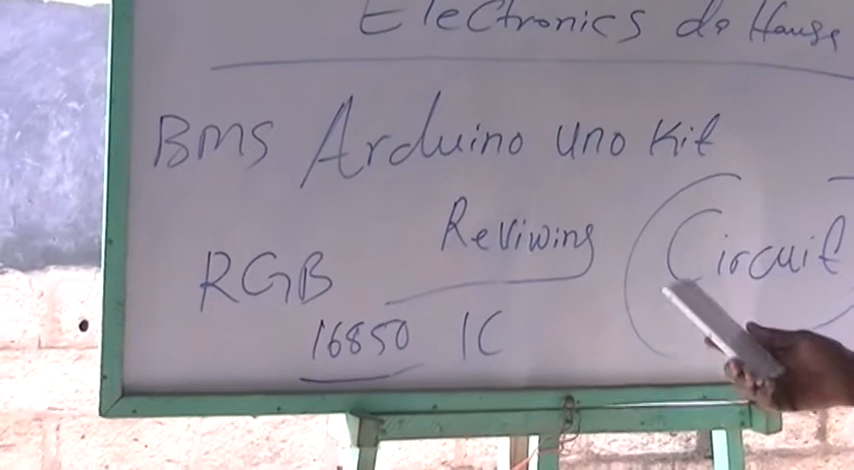 Electronics da Hausa
BMS Arduino uno Kit
Reviwing
Circuit
RGB
16850 IC